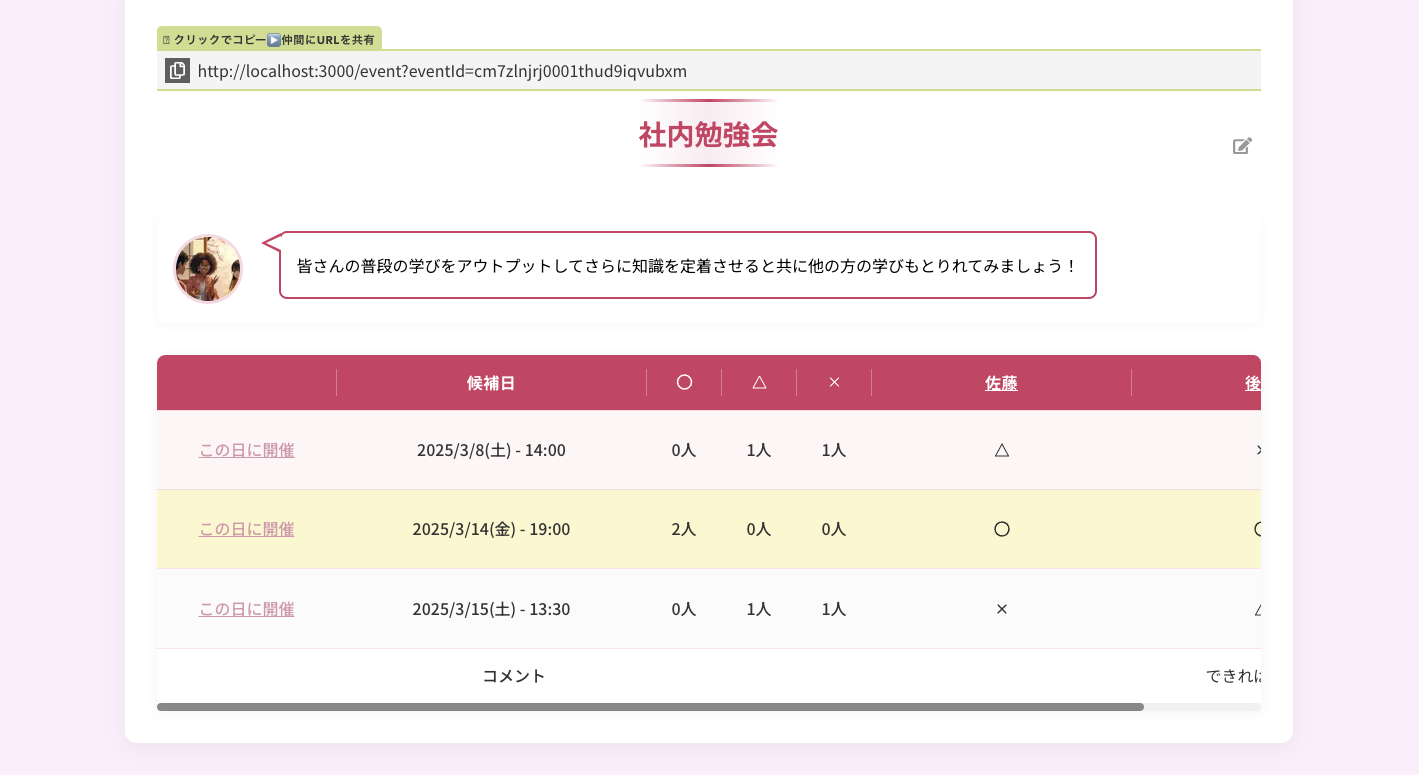 クリックでコピー▶仲間にURLを共有
http://localhost:3000/event?eventId=cm7zlnjrj0001thud9iqvubxm
社内勉強会
皆さんの普段の学びをアウトプットしてさらに知識を定着させると共に他の方の学びもとりれてみましょう！
候補日 〇 △ × 佐藤 後
この日に開催 2025/3/8(土) - 14:00 0人 1人 1人 △ ×
この日に開催 2025/3/14(金) - 19:00 2人 0人 0人 〇 〇
この日に開催 2025/3/15(土) - 13:30 0人 1人 1人 × △
コメント できれば